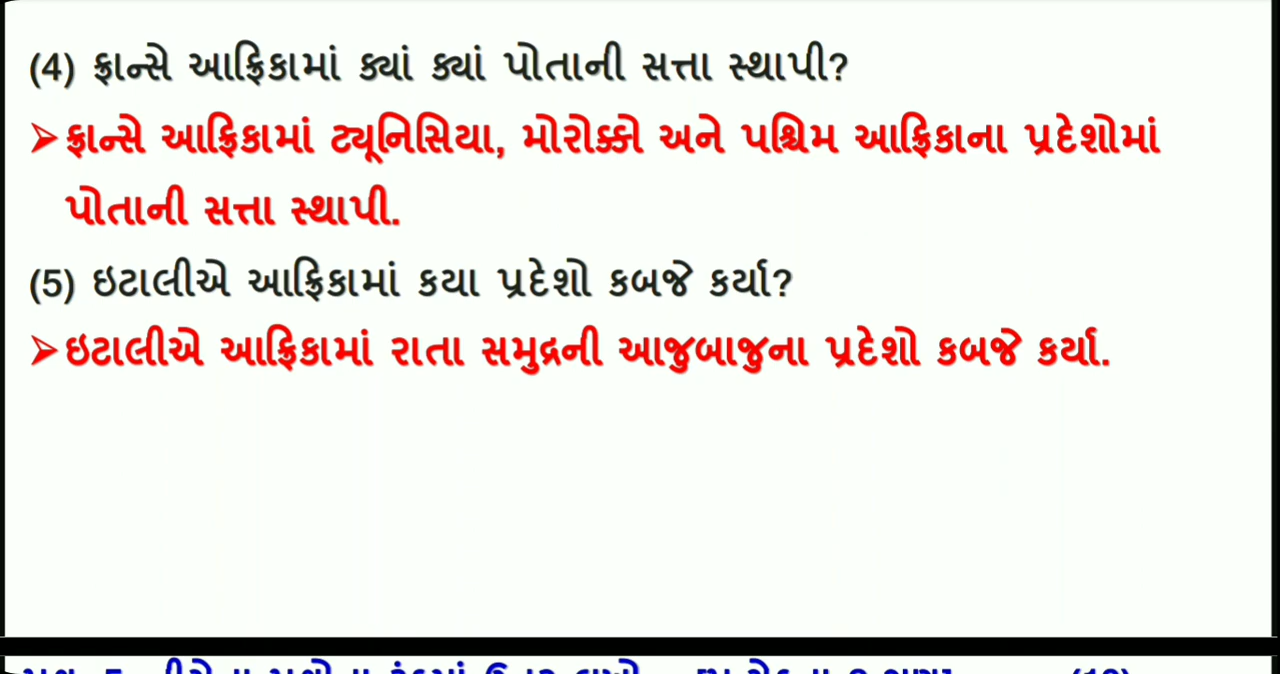 (4) ફ્રાન્સે આફ્રિકામાં ક્યાં ક્યાં પોતાની સત્તા સ્થાપી?
➢ ફ્રાન્સે આફ્રિકામાં ટ્યૂનિસિયા, મોરોક્કો અને પશ્ચિમ આફ્રિકાના પ્રદેશોમાં
પોતાની સત્તા સ્થાપી.
(5) ઇટાલીએ આફ્રિકામાં કયા પ્રદેશો કબજે કર્યા?
➢ ઇટાલીએ આફ્રિકામાં રાતા સમુદ્રની આજુબાજુના પ્રદેશો કબજે કર્યા.